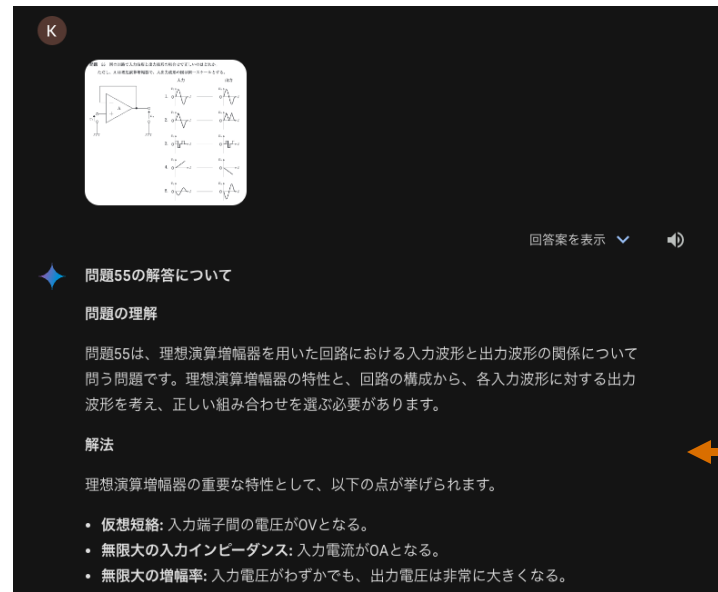 K
回答案を表示
問題55の解答について
問題の理解
問題55は、理想演算増幅器を用いた回路における入力波形と出力波形の関係について
問う問題です。理想演算増幅器の特性と、回路の構成から、各入力波形に対する出力
波形を考え、正しい組み合わせを選ぶ必要があります。
解法
理想演算増幅器の重要な特性として、以下の点が挙げられます。
• 仮想短絡: 入力端子間の電圧が0Vとなる。
• 無限大の入力インピーダンス: 入力電流が0Aとなる。
• 無限大の増幅率: 入力電圧がわずかでも、出力電圧は非常に大きくなる。